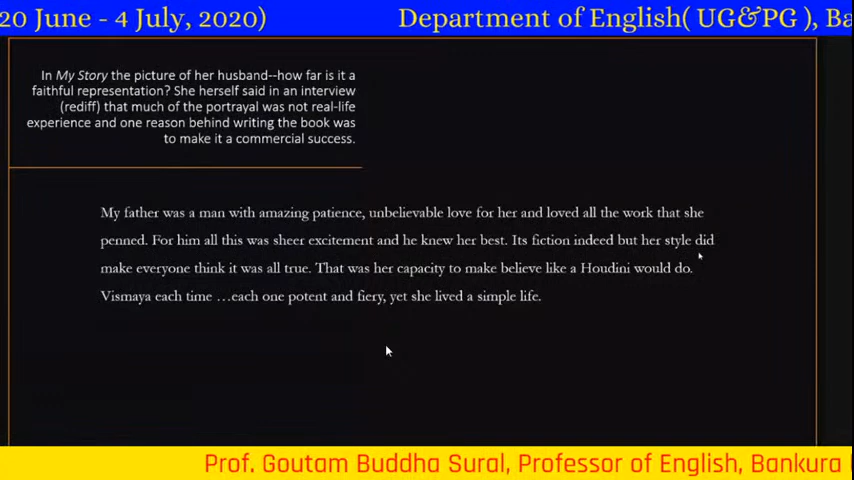 20 June - 4 July, 2020) Department of English( UG&PG ), Ba
In My Story the picture of her husband--how far is it a
faithful representation? She herself said in an interview
(rediff) that much of the portrayal was not real-life
experience and one reason behind writing the book was
to make it a commercial success.
My father was a man with amazing patience, unbelievable love for her and loved all the work that she
penned. For him all this was sheer excitement and he knew her best. Its fiction indeed but her style did
make everyone think it was all true. That was her capacity to make believe like a Houdini would do.
Vismaya each time …each one potent and fiery, yet she lived a simple life.
Prof. Goutam Buddha Sural, Professor of English, Bankura